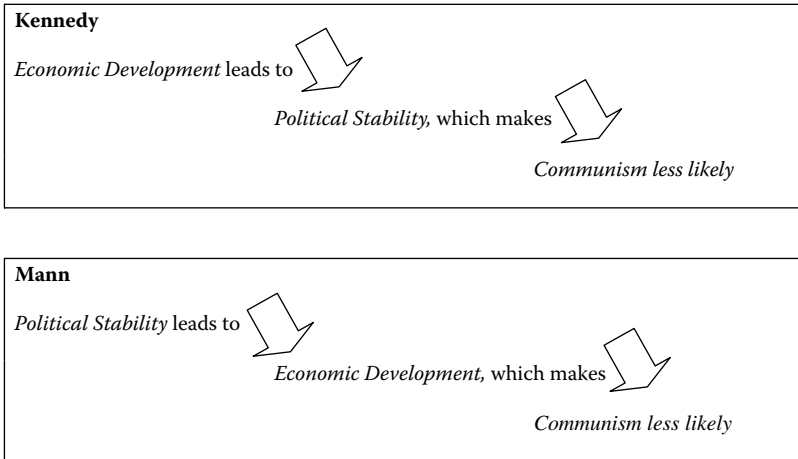 Kennedy
Economic Development leads to
Political Stability, which makes
Communism less likely
Mann
Political Stability leads to
Economic Development, which makes
Communism less likely